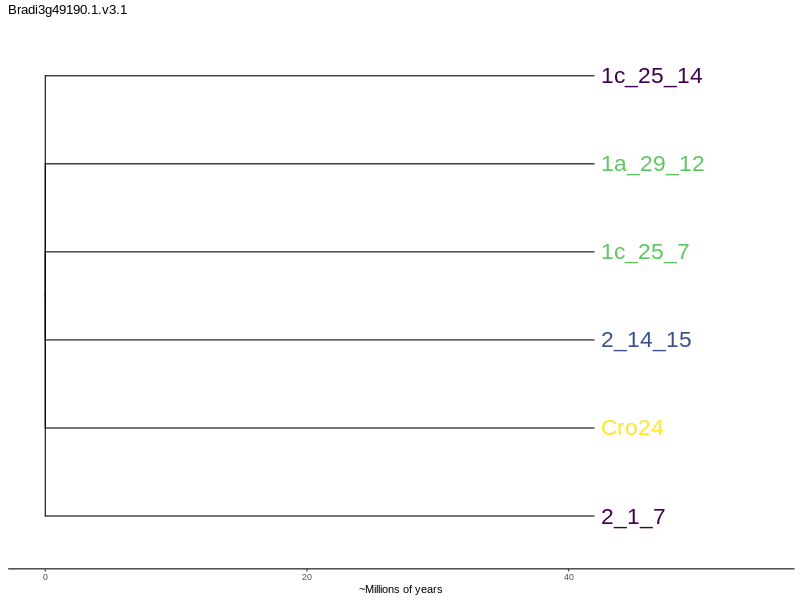 Bradi3g49190.1.v3.1
1c_25_14
1a_29_12
1c_25_7
2_14_15
Cro24
2_1_7
0 20 40
~Millions of years